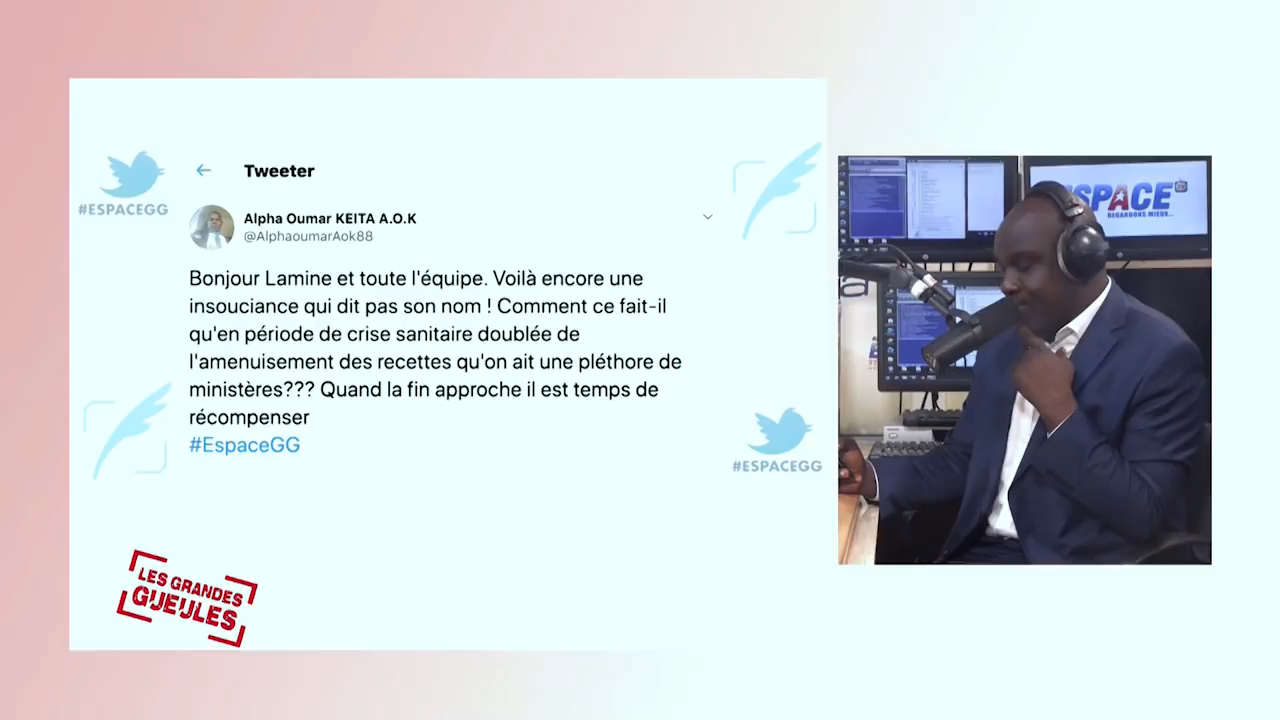 Tweeter
#ESPACEGG
Alpha Oumar KEITA A.O.K
@AlphaoumarAok88
Bonjour Lamine et toute l'équipe. Voilà encore une
insouciance qui dit pas son nom ! Comment ce fait-il
qu'en période de crise sanitaire doublée de
l'amenuisement des recettes qu'on ait une pléthore de
ministères??? Quand la fin approche il est temps de
récompenser
#EspaceGG
#ESPACEGG
LES GRANDES
GUEULES
ESPACE TV
REGARDONS MIEUX...